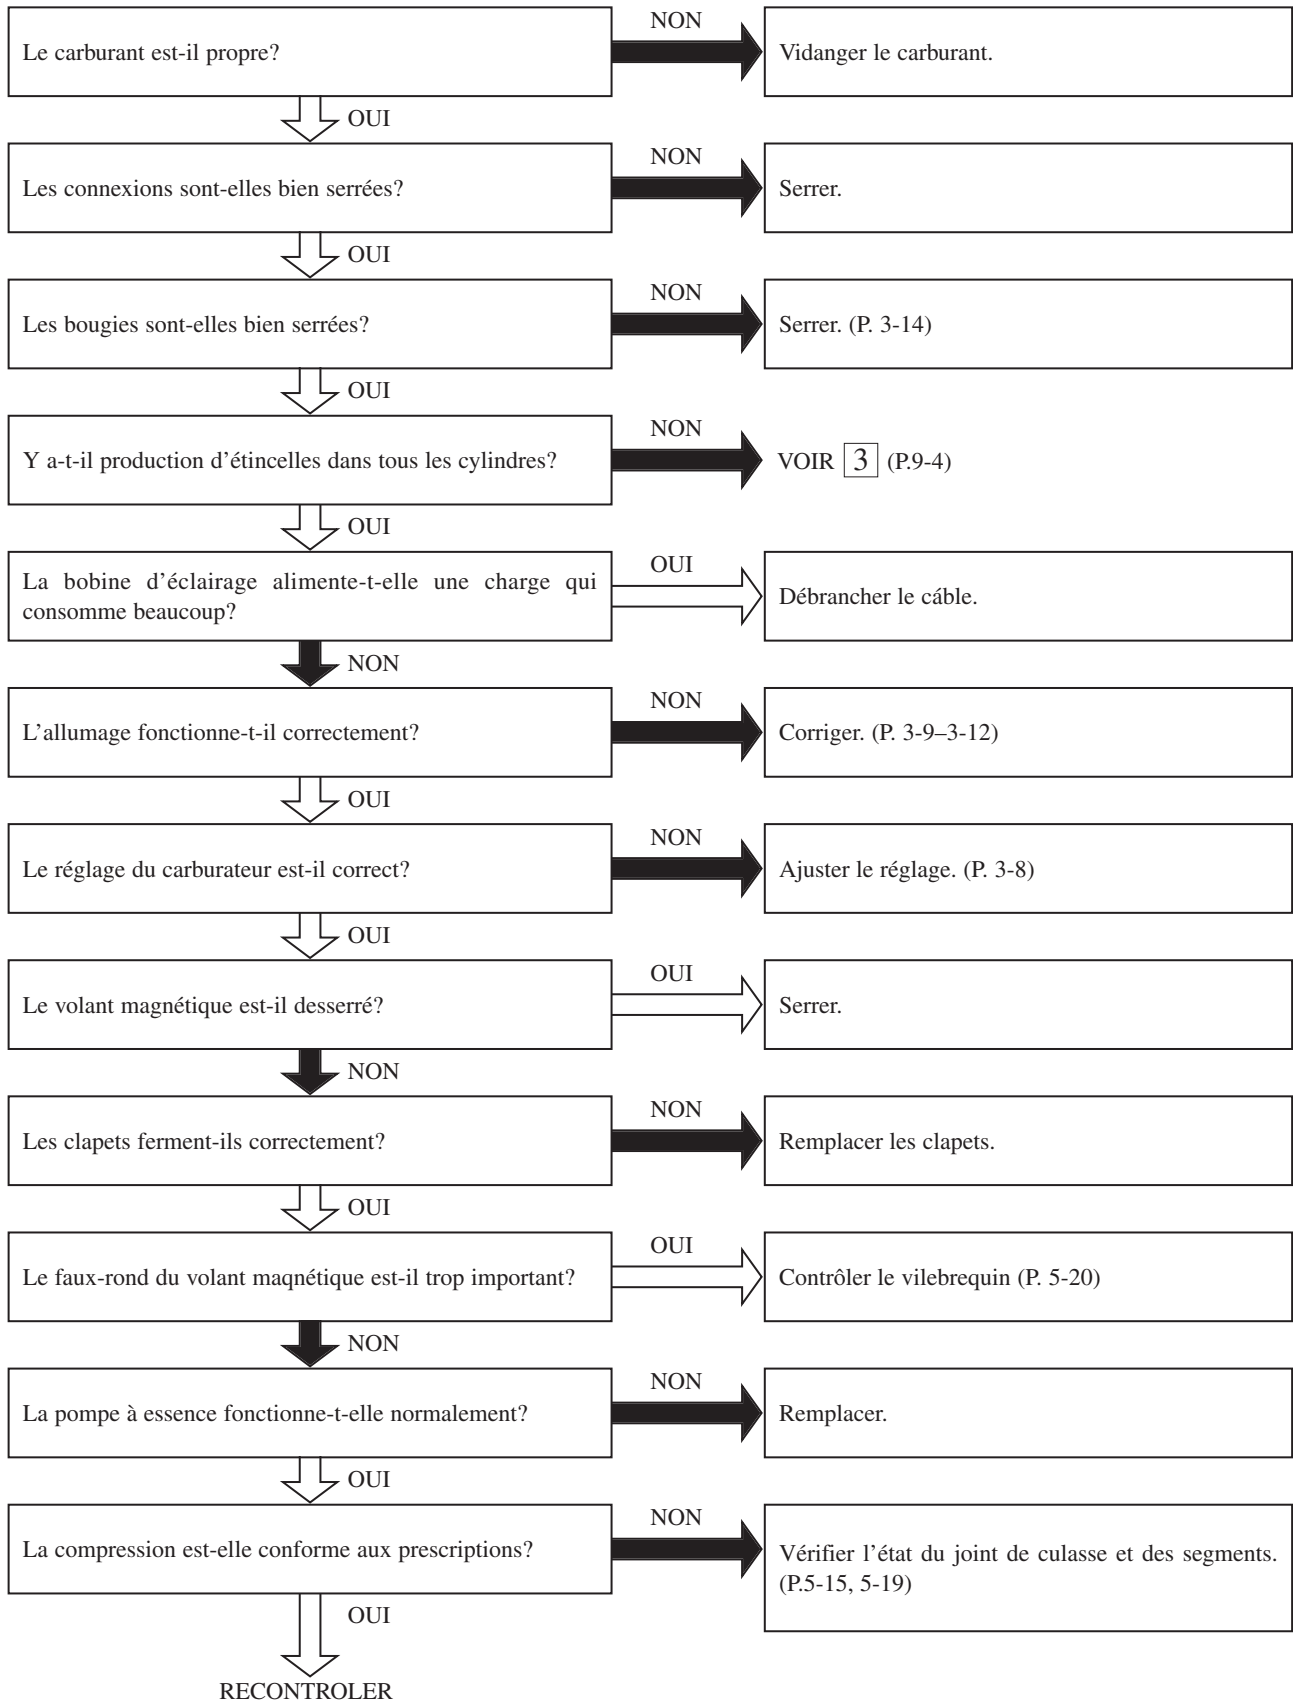 Le carburant est-il propre?
NON
Vidanger le carburant.
OUI
Les connexions sont-elles bien serrées?
NON
Serrer.
OUI
Les bougies sont-elles bien serrées?
NON
Serrer. (P. 3-14)
OUI
Y a-t-il production d'étincelles dans tous les cylindres?
NON
VOIR 3 (P.9-4)
OUI
La bobine d'éclairage alimente-t-elle une charge qui
consomme beaucoup?
OUI
Débrancher le cáble.
NON
L'allumage fonctionne-t-il correctement?
NON
Corriger. (P. 3-9–3-12)
OUI
Le réglage du carburateur est-il correct?
NON
Ajuster le réglage. (P. 3-8)
OUI
Le volant magnétique est-il desserré?
OUI
Serrer.
NON
Les clapets ferment-ils correctement?
NON
Remplacer les clapets.
OUI
Le faux-rond du volant maqnétique est-il trop important?
OUI
Contrôler le vilebrequin (P. 5-20)
NON
La pompe à essence fonctionne-t-elle normalement?
NON
Remplacer.
OUI
La compression est-elle conforme aux prescriptions?
NON
Vérifier l'état du joint de culasse et des segments.
(P.5-15, 5-19)
OUI
RECONTROLER